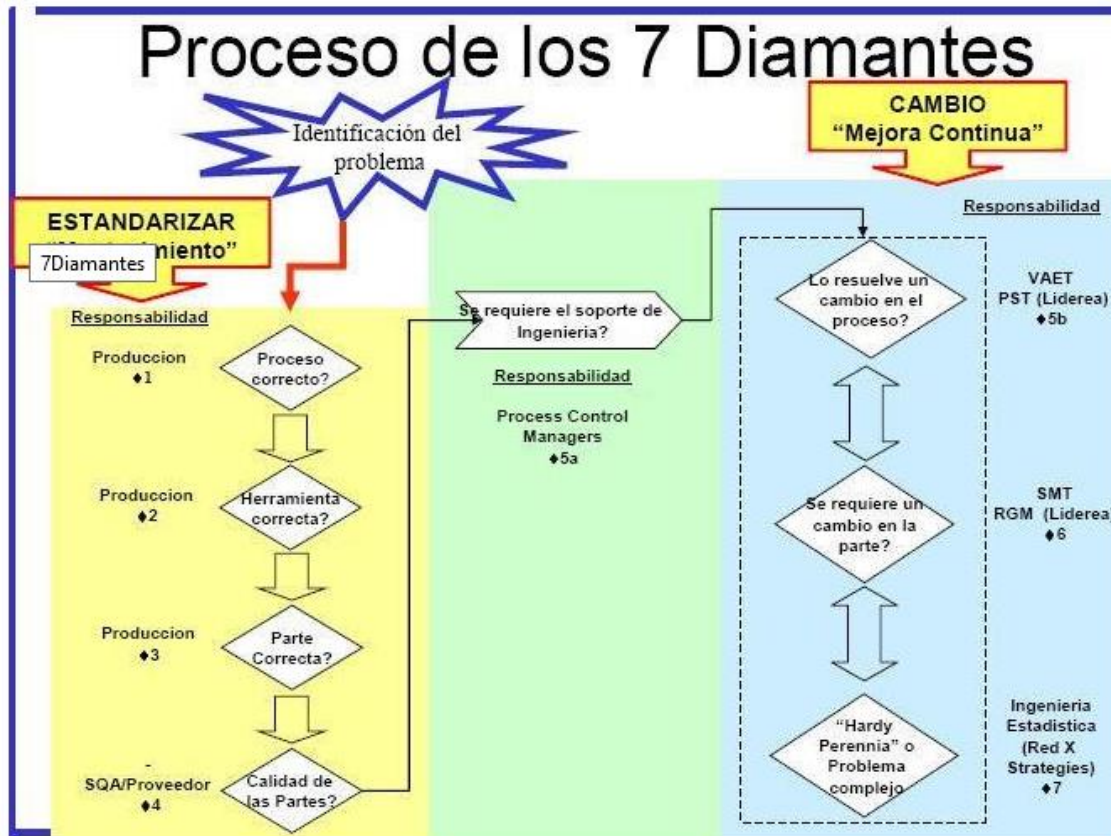 Proceso de los 7 Diamantes
Identificación del
problema
CAMBIO
“Mejora Continua”
ESTANDARIZAR
7Diamantes
Responsabilidad
Produccion
♦1
Proceso
correcto?
Produccion
♦2
Herramienta
correcta?
Produccion
♦3
Parte
Correcta?
-
SQA/Proveedor
♦4
Calidad de
las Partes?
Se requiere el soporte de
Ingenieria?
Responsabilidad
Process Control
Managers
♦5a
Responsabilidad
Lo resuelve un
cambio en el
proceso?
VAET
PST (Liderea)
♦5b
Se requiere un
cambio en la
parte?
SMT
RGM (Liderea)
♦6
“Hardy
Perennia” o
Problema
complejo
Ingenieria
Estadistica
(Red X
Strategies)
♦7